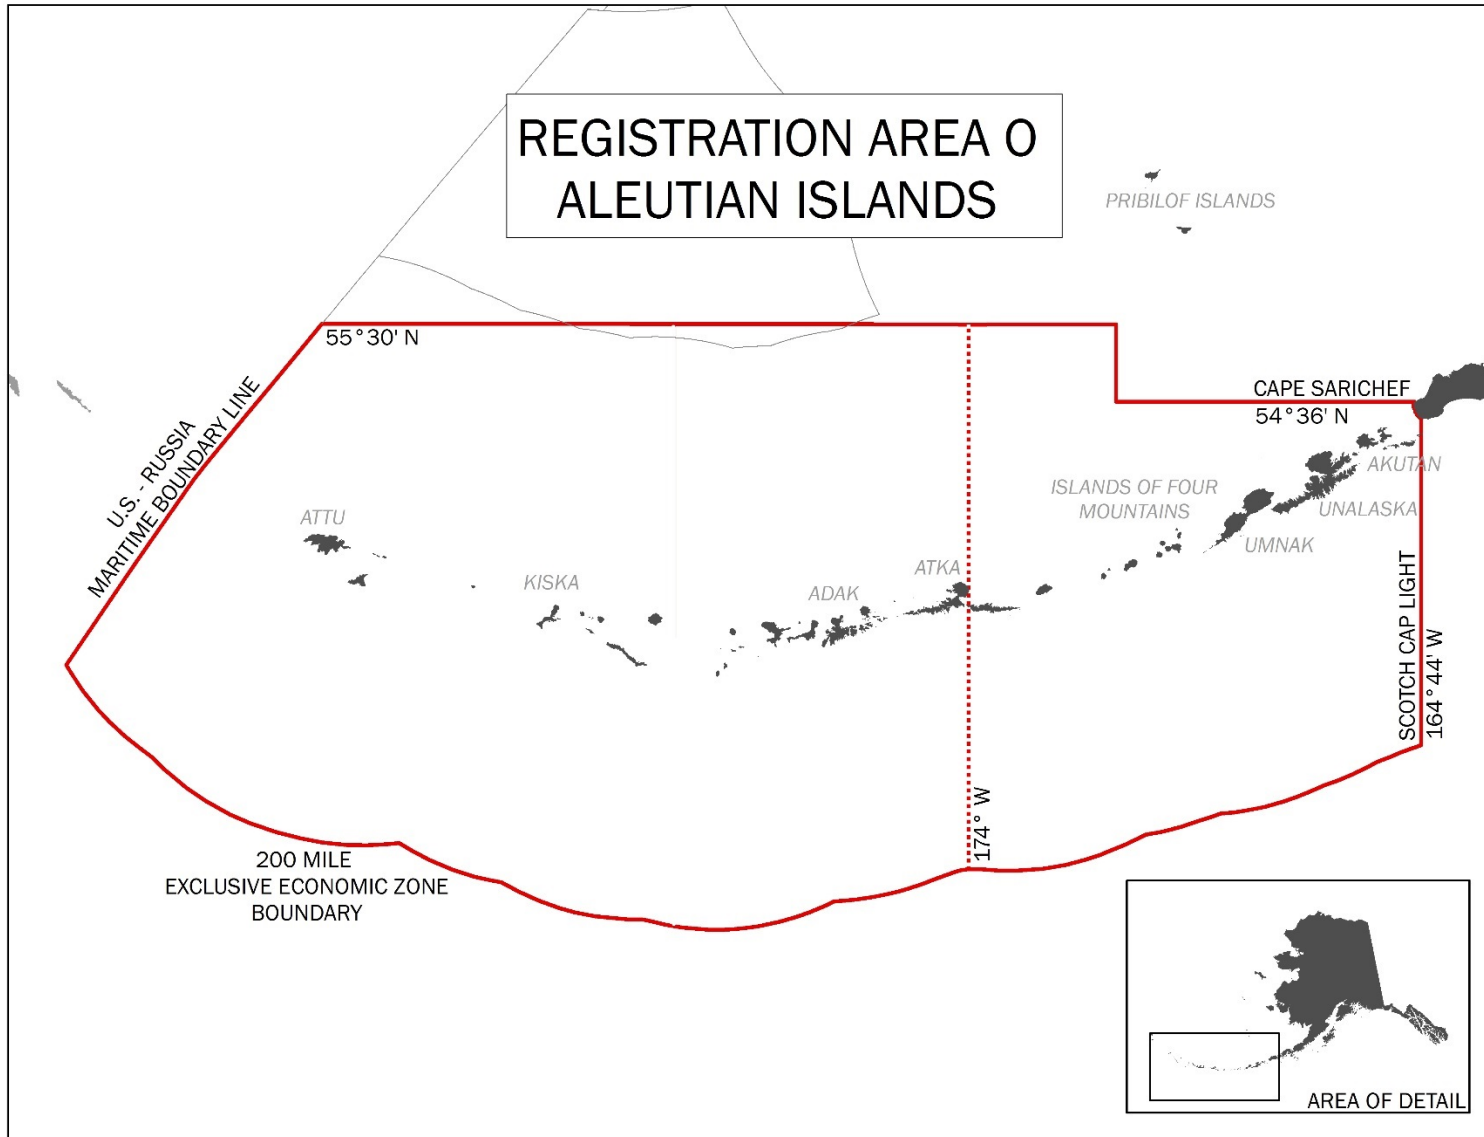 REGISTRATION AREA O
ALEUTIAN ISLANDS
PRIBILOF ISLANDS
55°30' N
U.S. - RUSSIA
MARITIME BOUNDARY LINE
CAPE SARICHEF
54°36' N
AKUTAN
UNALASKA
ISLANDS OF FOUR
MOUNTAINS
UMNAK
ATTU
KISKA
ADAK
ATKA
SCOTCH CAP LIGHT
164°44' W
174° W
200 MILE
EXCLUSIVE ECONOMIC ZONE
BOUNDARY
AREA OF DETAIL